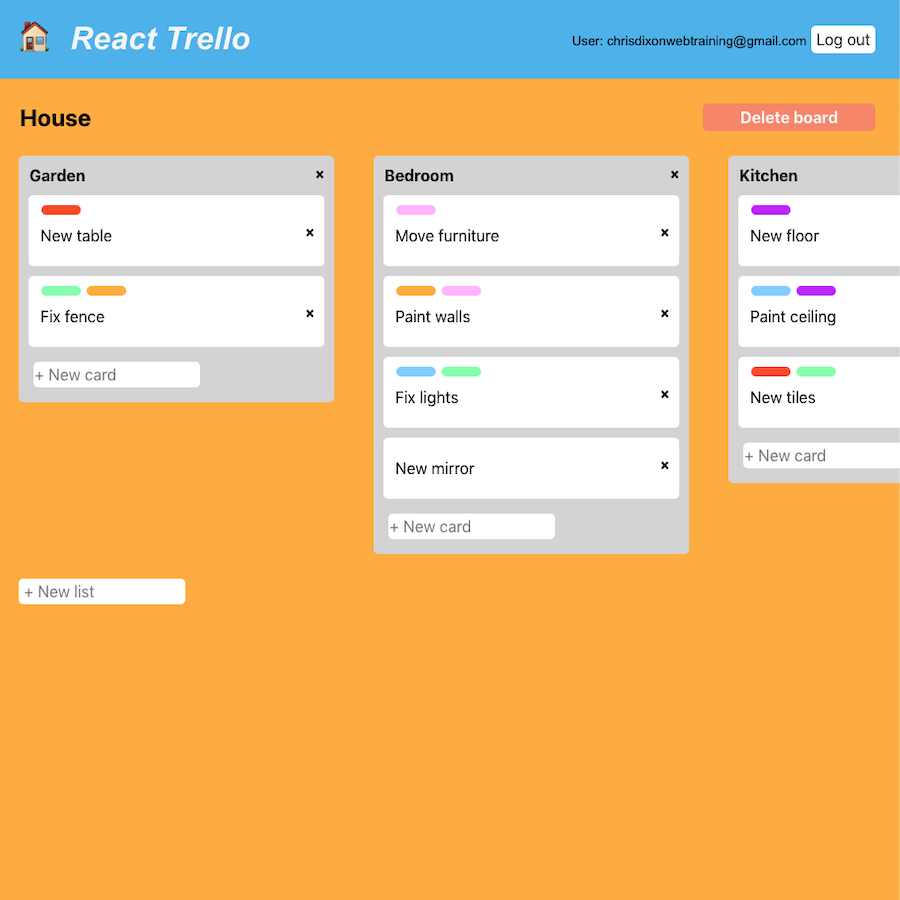 React Trello
User: chrisdixonwebtraining@gmail.com
Log out
House
Delete board
Garden ×
New table ×
Fix fence ×
+ New card
Bedroom ×
Move furniture ×
Paint walls ×
Fix lights ×
New mirror ×
+ New card
Kitchen
New floor
Paint ceiling
New tiles
+ New card
+ New list